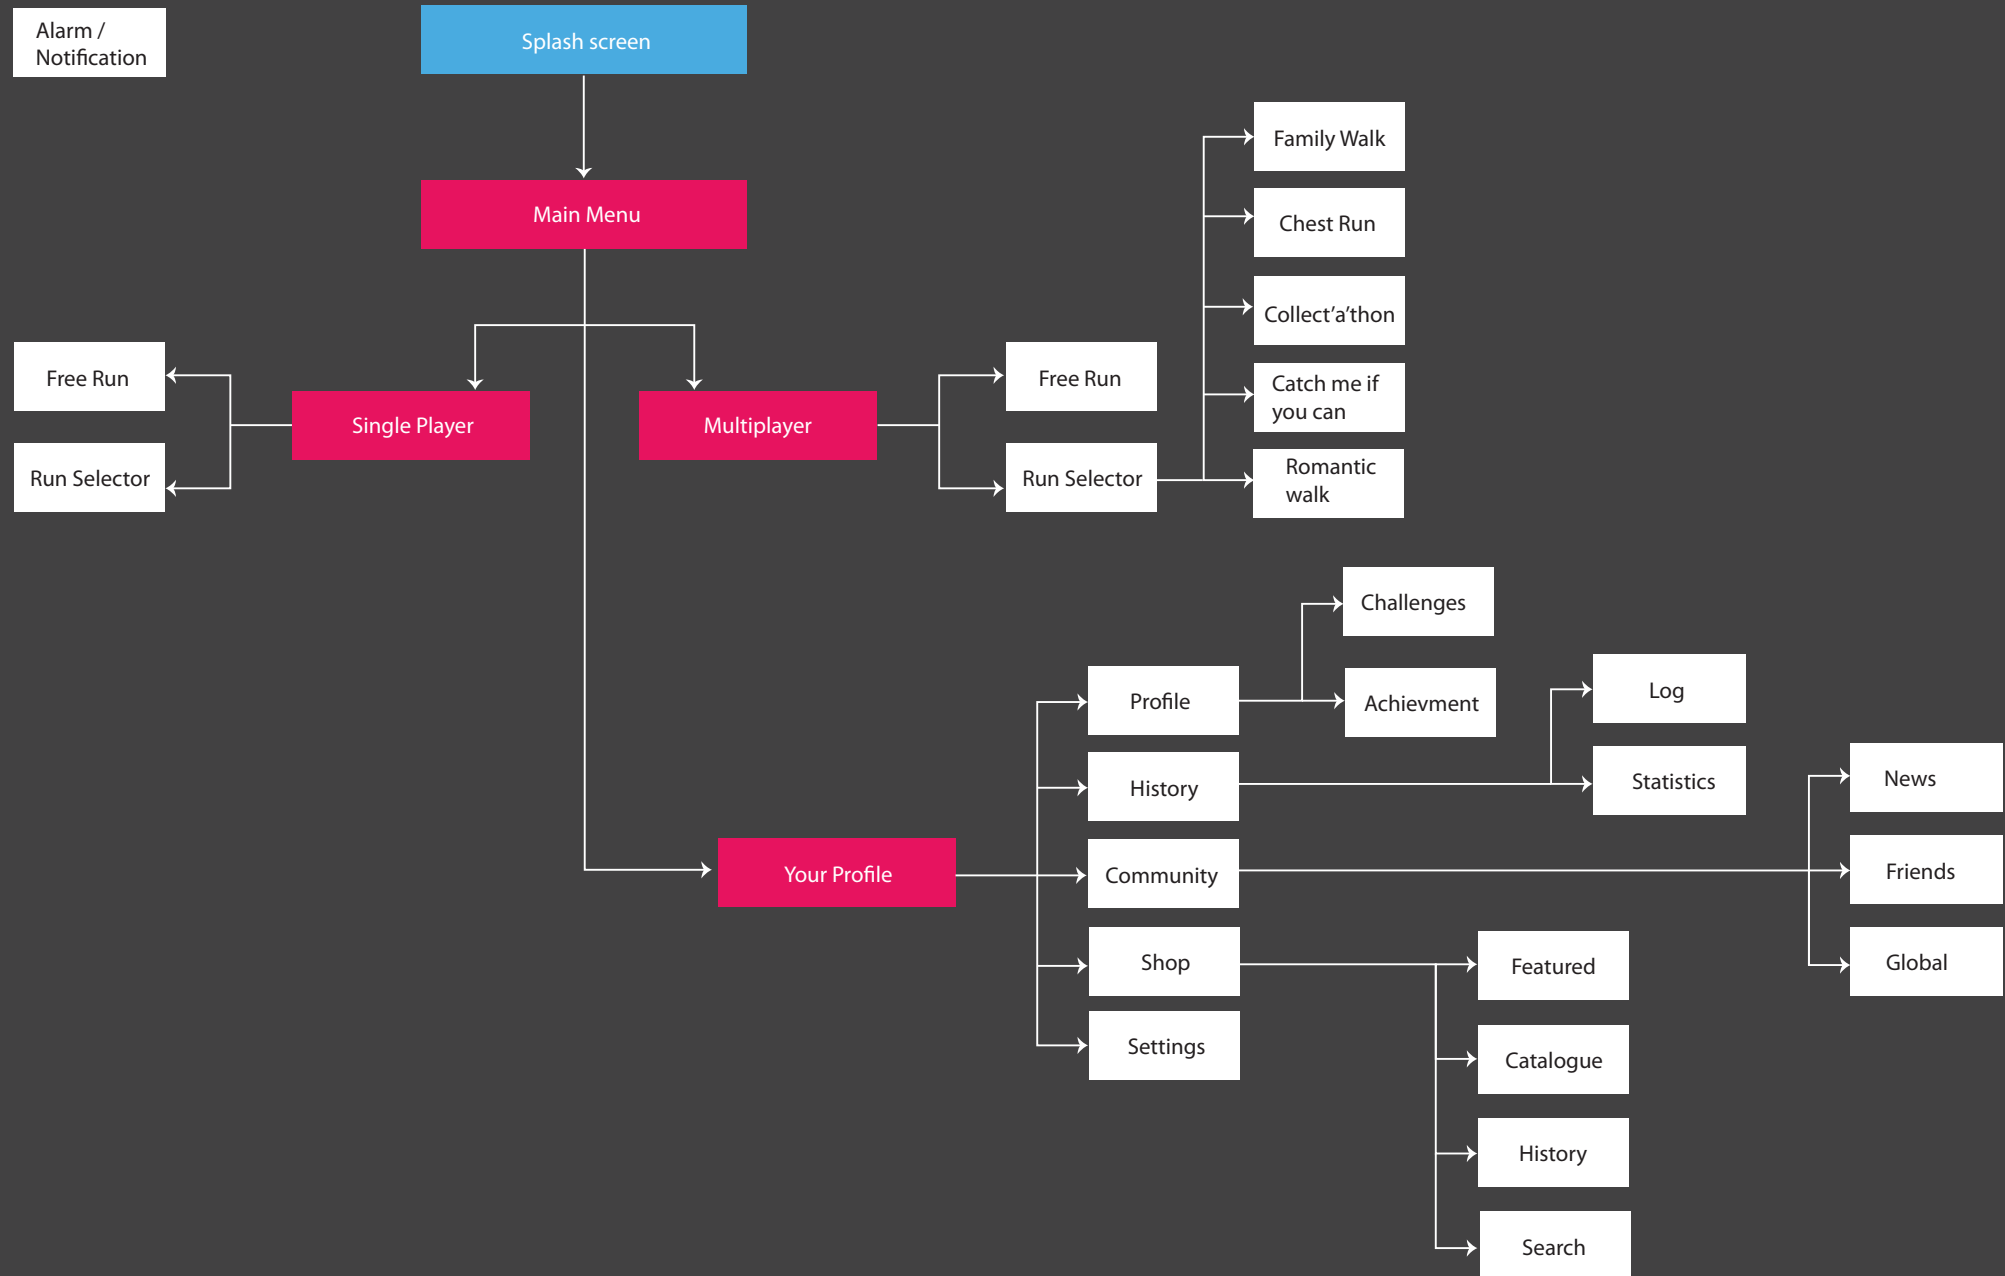 Alarm /
Notification
Splash screen
Main Menu
Family Walk
Chest Run
Collect’a’thon
Catch me if
you can
Romantic
walk
Free Run
Run Selector
Single Player
Multiplayer
Free Run
Run Selector
Challenges
Achievment
Profile
History
Community
Shop
Settings
Your Profile
Log
Statistics
News
Friends
Global
Featured
Catalogue
History
Search